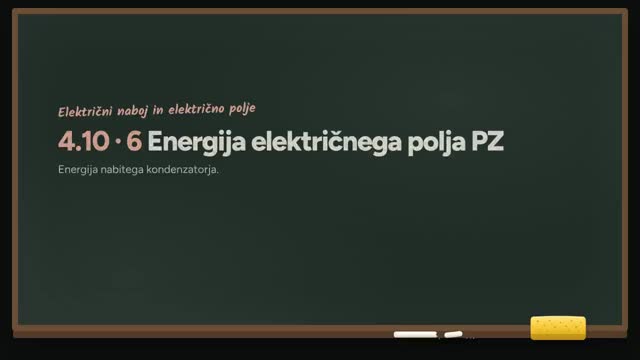 Električni naboj in električno polje
4.10 · 6 Energija električnega polja PZ
Energija nabitega kondenzatorja.